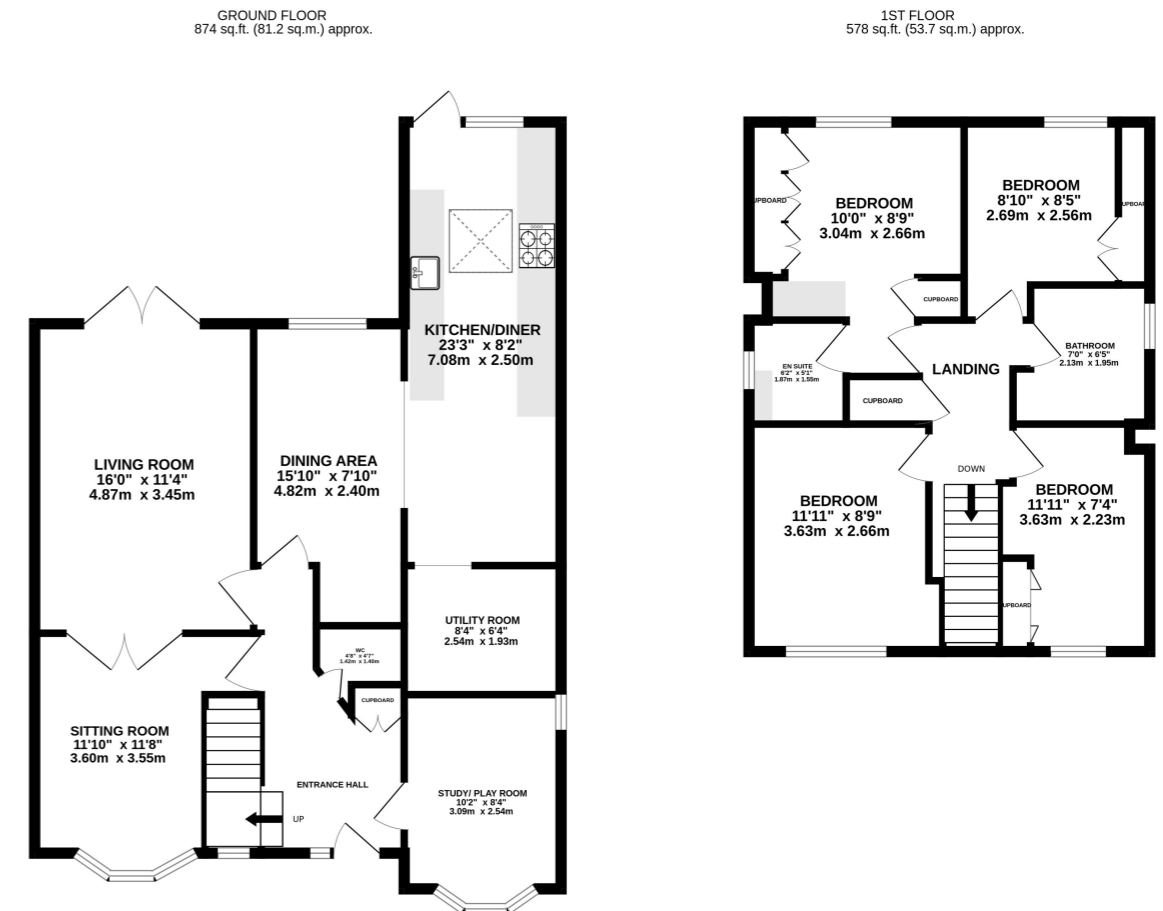 GROUND FLOOR
874 sq.ft. (81.2 sq.m.) approx.
KITCHEN/DINER
23'3" x 8'2"
7.08m x 2.50m
LIVING ROOM
16'0" x 11'4"
4.87m x 3.45m
DINING AREA
15'10" x 7'10"
4.82m x 2.40m
UTILITY ROOM
8'4" x 6'4"
2.54m x 1.93m
WC
4'8" x 4'7"
1.42m x 1.40m
CUPBOARD
SITTING ROOM
11'10" x 11'8"
3.60m x 3.55m
ENTRANCE HALL
UP
STUDY/ PLAY ROOM
10'2" x 8'4"
3.09m x 2.54m
1ST FLOOR
578 sq.ft. (53.7 sq.m.) approx.
UPBOARD
BEDROOM
10'0" x 8'9"
3.04m x 2.66m
BEDROOM
8'10" x 8'5"
2.69m x 2.56m
UPBOAR
CUPBOARD
EN SUITE
6'2" x 5'1"
1.87m x 1.55m
LANDING
BATHROOM
7'0" x 6'5"
2.13m x 1.95m
CUPBOARD
DOWN
BEDROOM
11'11" x 8'9"
3.63m x 2.66m
BEDROOM
11'11" x 7'4"
3.63m x 2.23m
UPBOARD